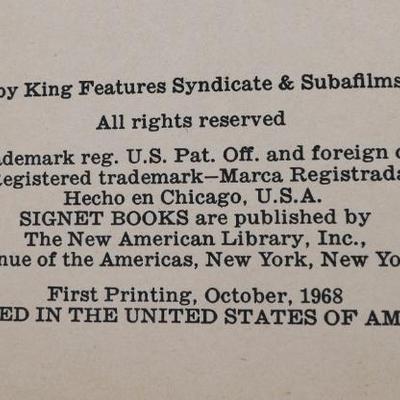 by King Features Syndicate & Subafilms
All rights reserved
ademark reg. U.S. Pat. Off. and foreign c
egistered trademark—Marca Registrada
Hecho en Chicago, U.S.A.
SIGNET BOOKS are published by
The New American Library, Inc.,
nue of the Americas, New York, New Yo
First Printing, October, 1968
ED IN THE UNITED STATES OF AM